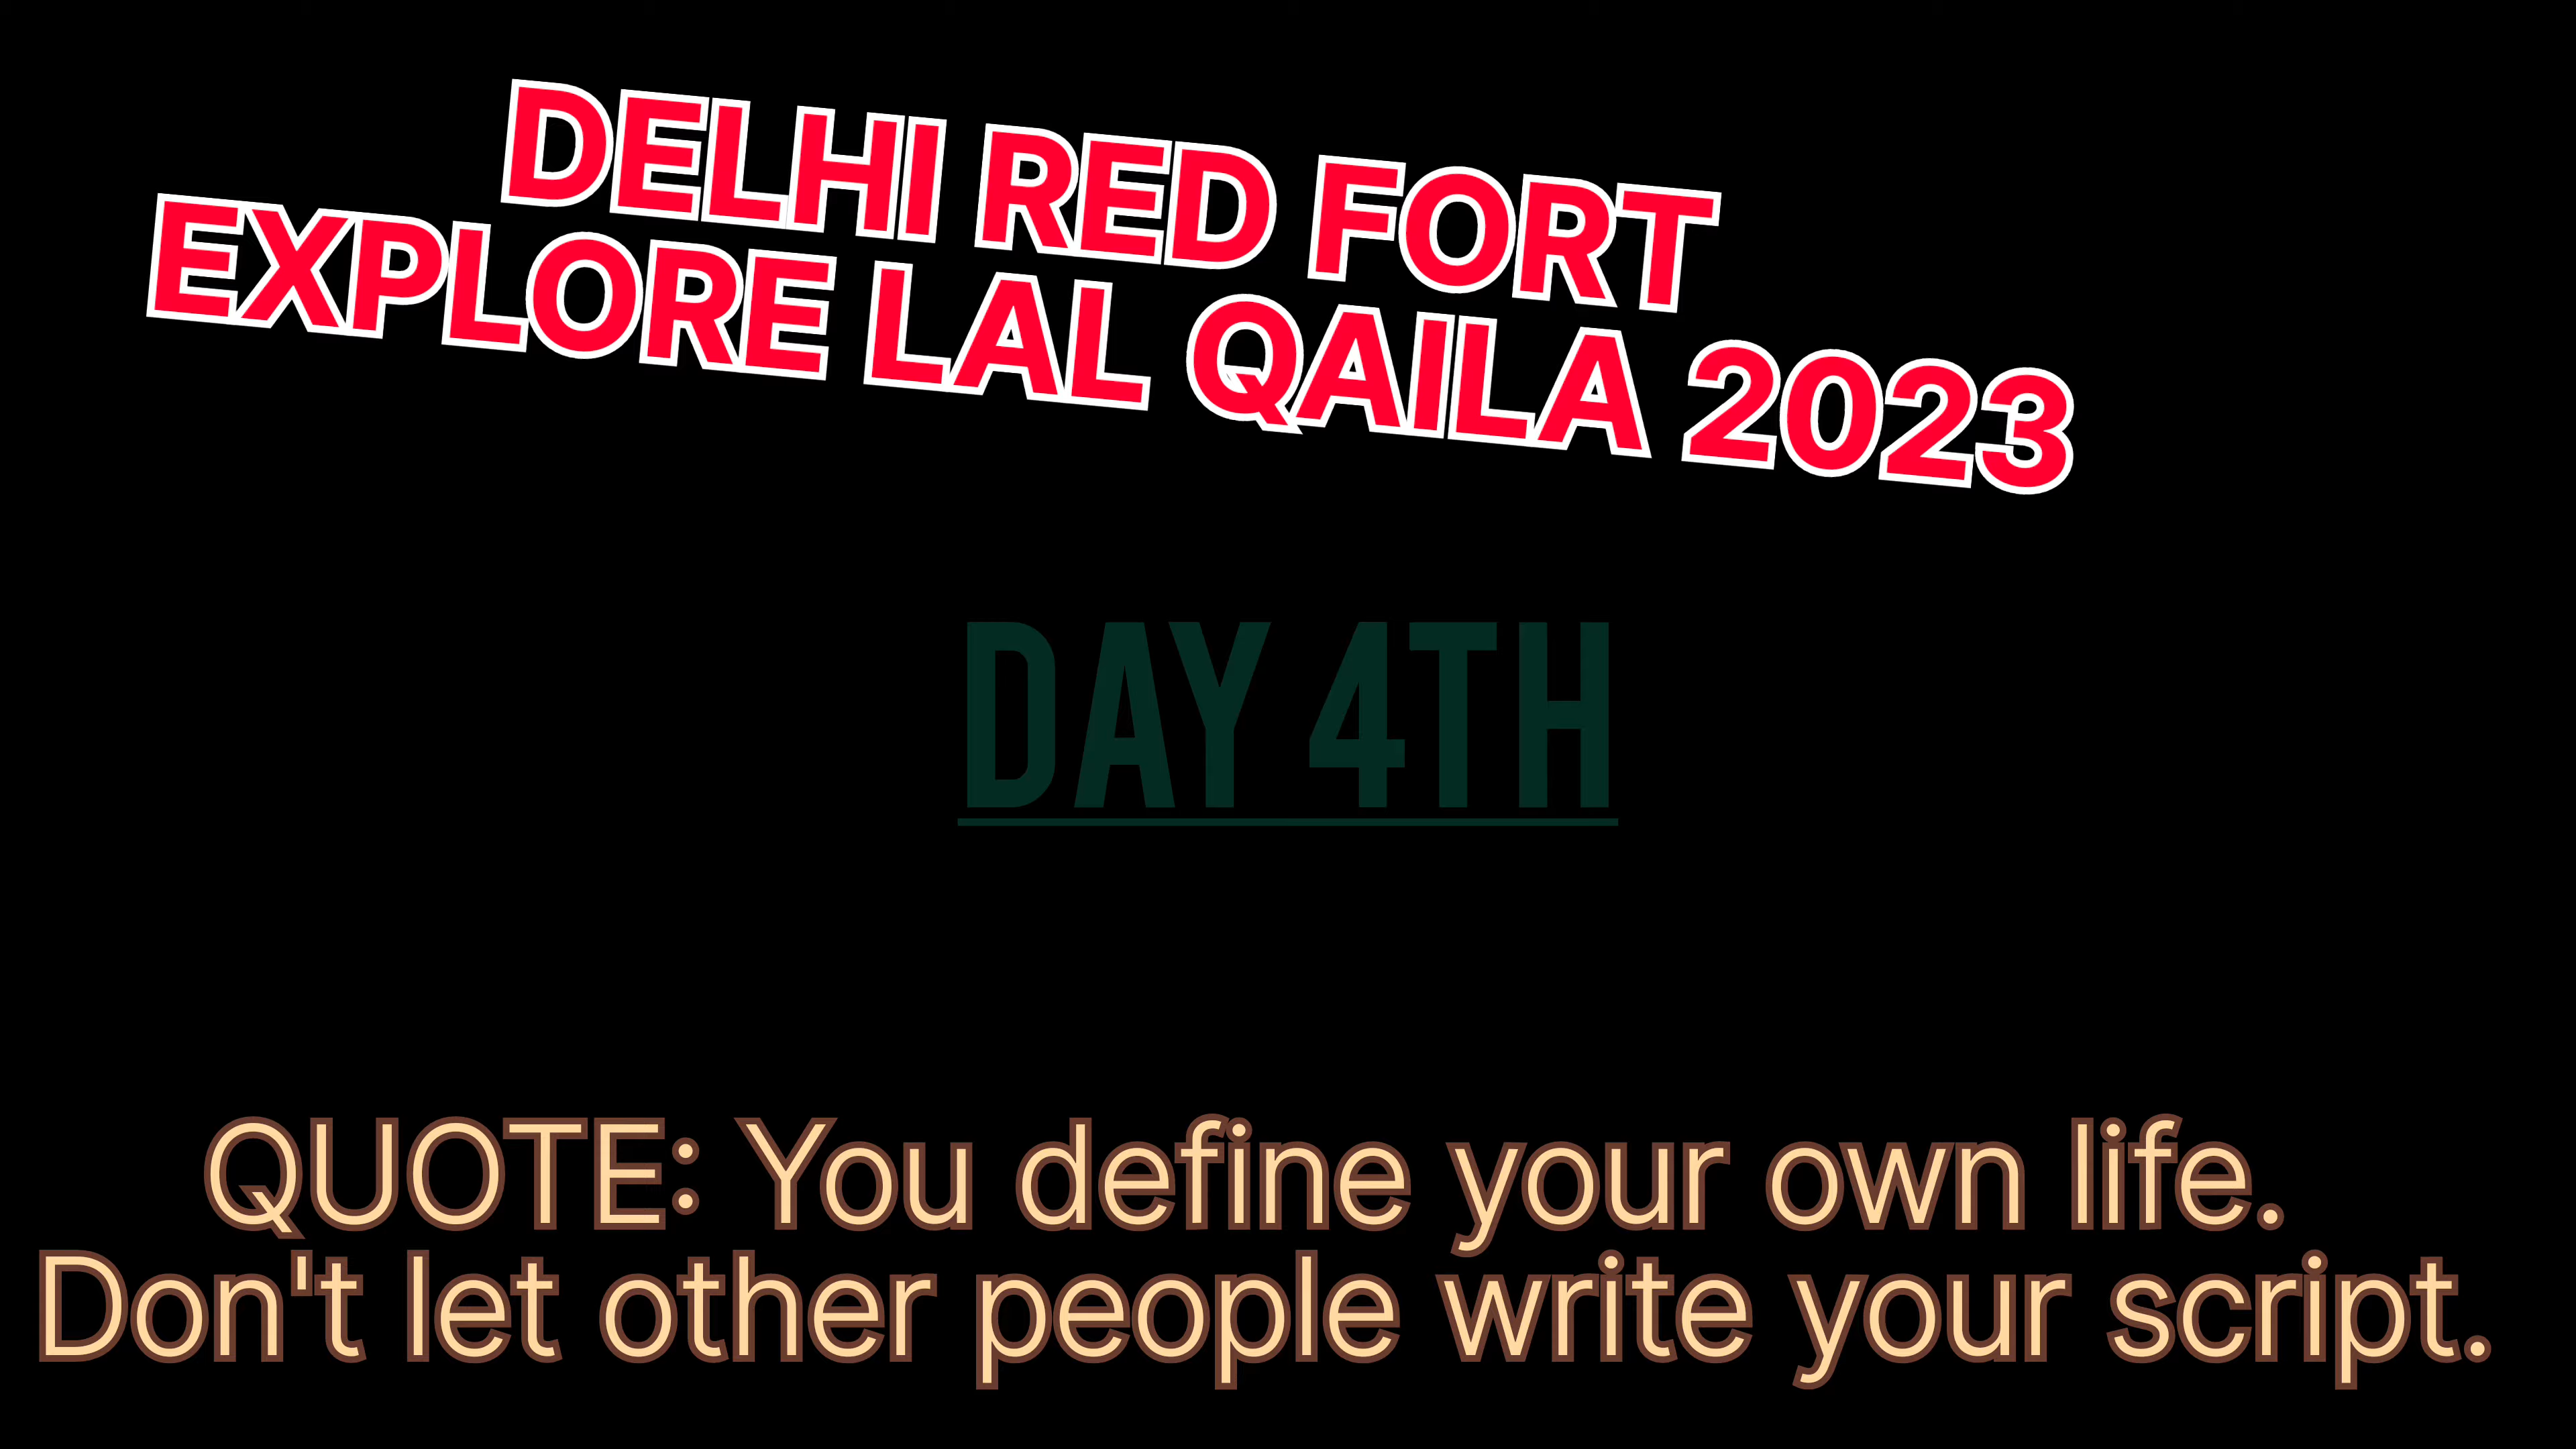 DELHI RED FORT
EXPLORE LAL QAILA 2023
DAY 4TH
QUOTE: You define your own life.
Don't let other people write your script.